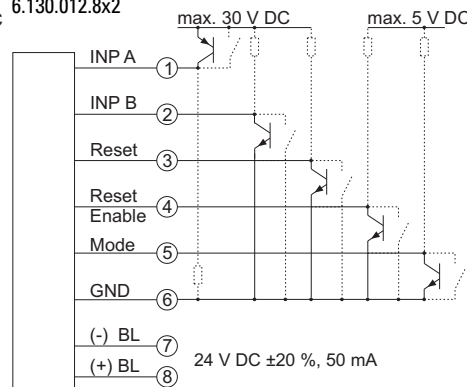 c 6.130.012.8x2
max. 30 V DC max. 5 V DC
INP A 1
INP B 2
Reset 3
Reset Enable 4
Mode 5
GND 6
(-) BL 7
(+) BL 8
24 V DC ±20 %, 50 mA